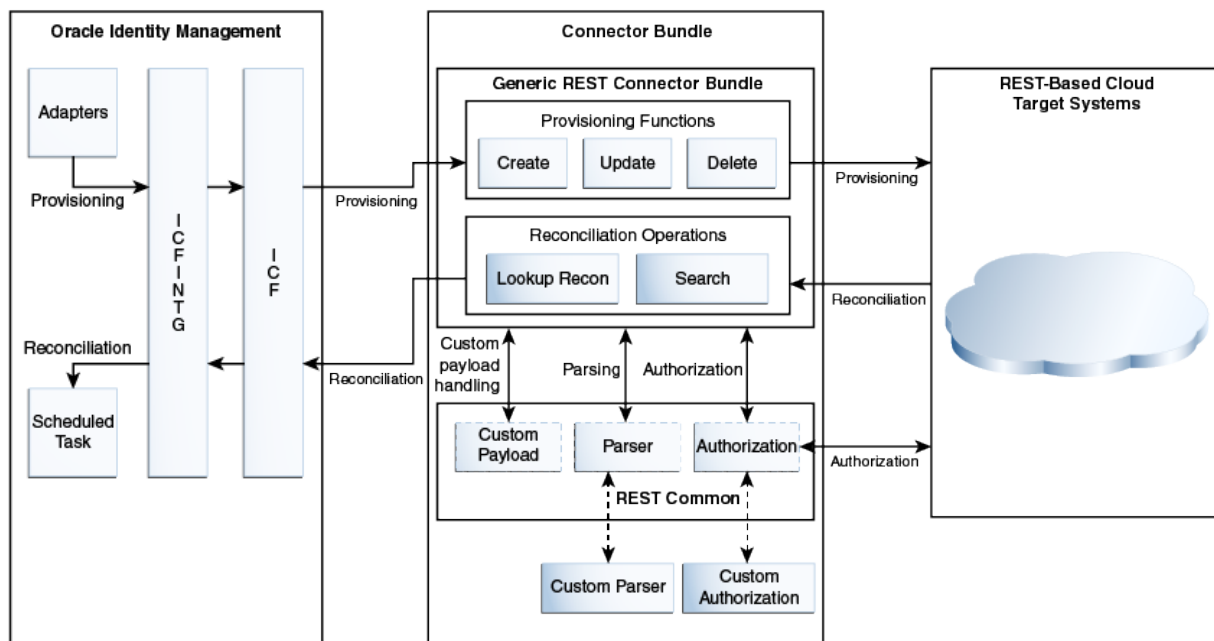 Oracle Identity Management
Adapters
Provisioning
I
C
F
I
N
T
G
I
C
F
Reconciliation
Scheduled
Task
Provisioning
Reconciliation
Connector Bundle
Generic REST Connector Bundle
Provisioning Functions
Create
Update
Delete
Reconciliation Operations
Lookup Recon
Search
Custom
payload
handling
Parsing
Authorization
Custom
Payload
Parser
Authorization
REST Common
Custom Parser
Custom
Authorization
Provisioning
Reconciliation
Authorization
REST-Based Cloud
Target Systems